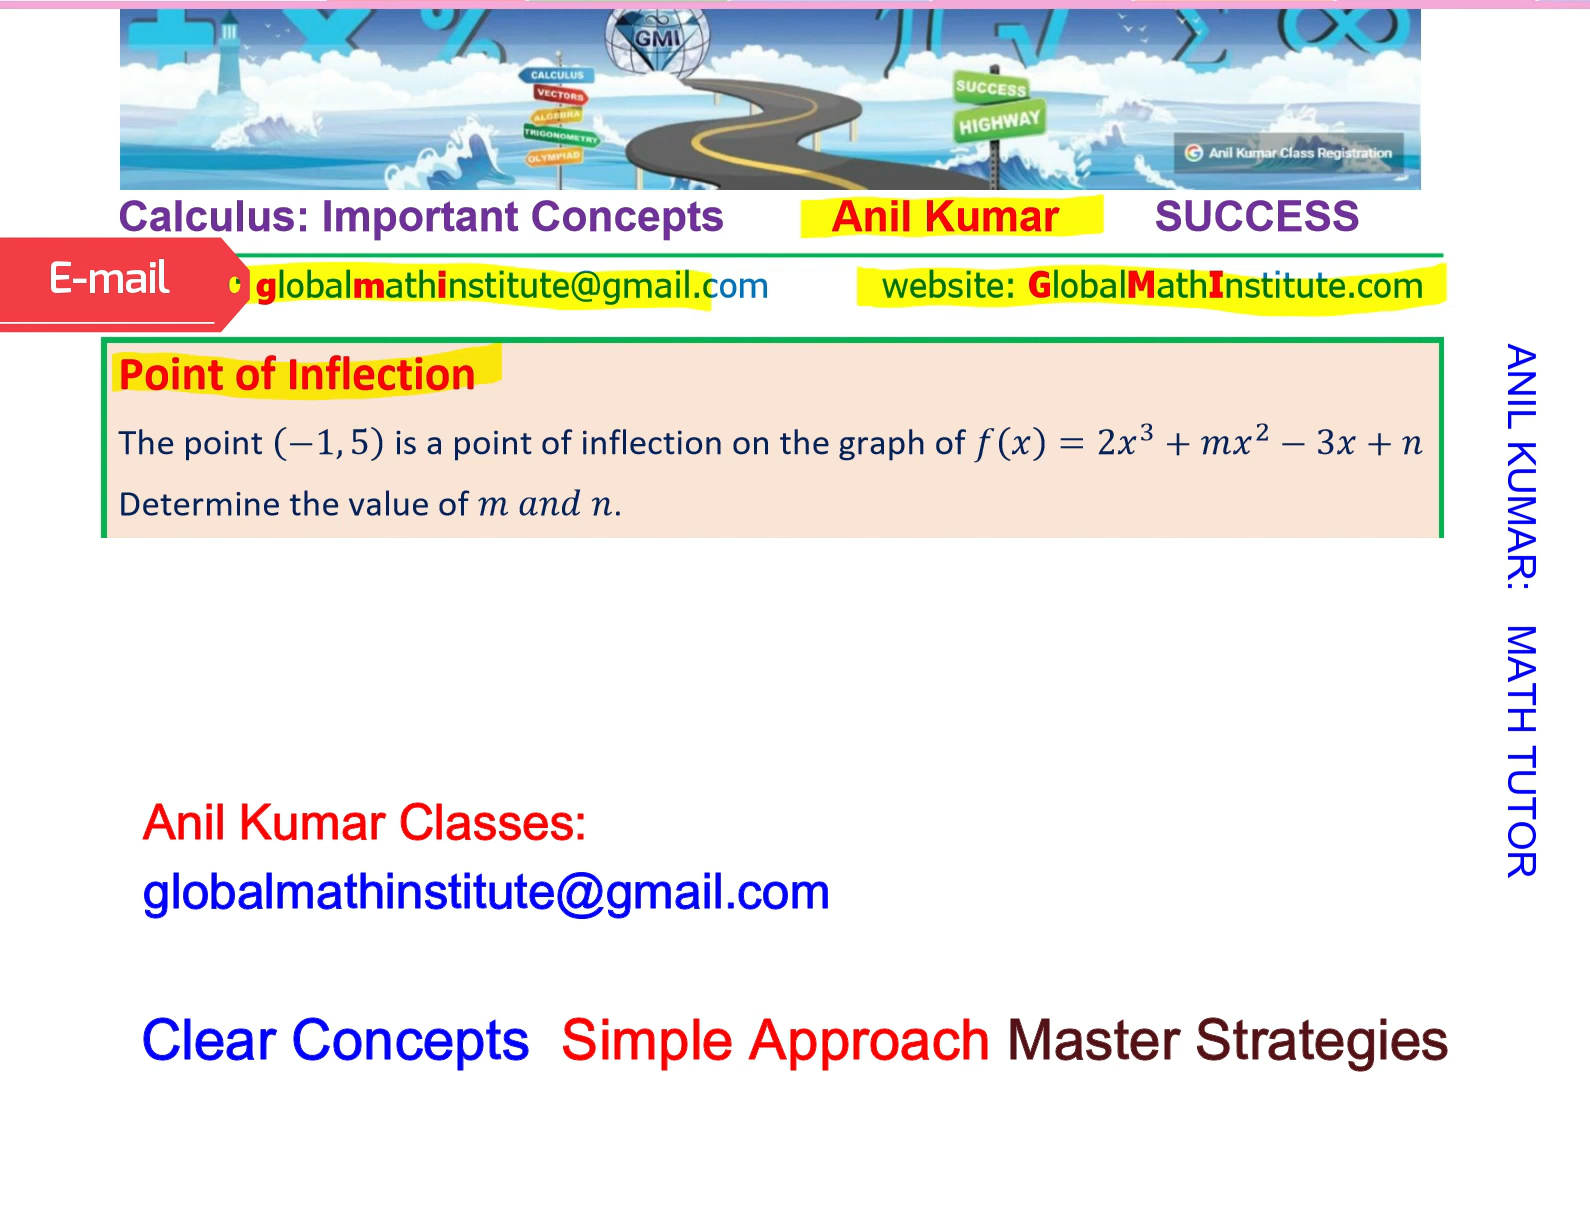 GMI
CALCULUS
VECTORS
ALGEBRA
TRIGONOMETRY
OLYMPIAD
SUCCESS
HIGHWAY
G Anil Kumar Class Registration
Calculus: Important Concepts Anil Kumar SUCCESS
E-mail : globalmathinstitute@gmail.com website: GlobalMathInstitute.com
Point of Inflection
The point (−1, 5) is a point of inflection on the graph of f(x) = 2x³ + mx² − 3x + n
Determine the value of m and n.
ANIL KUMAR: MATH TUTOR
Anil Kumar Classes:
globalmathinstitute@gmail.com
Clear Concepts Simple Approach Master Strategies